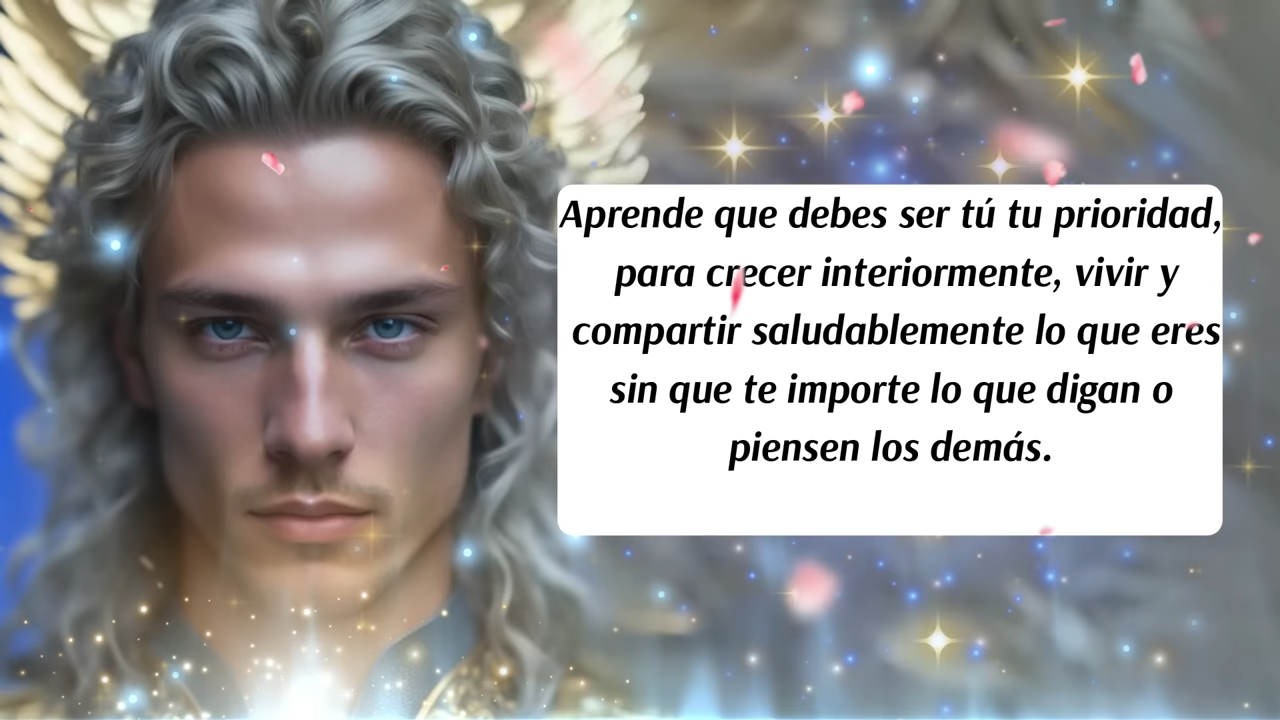 Aprende que debes ser tú tu prioridad,
para crecer interiormente, vivir y
compartir saludablemente lo que eres
sin que te importe lo que digan o
piensen los demás.